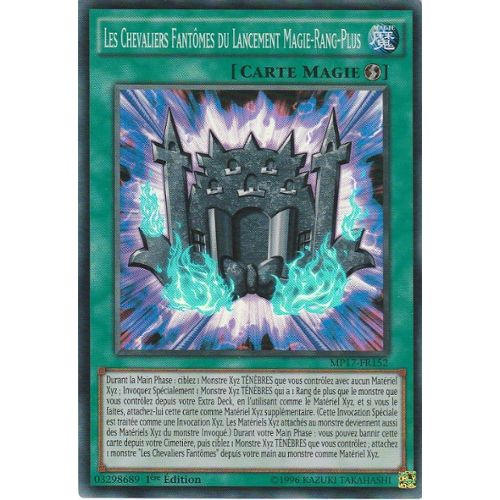 Les Chevaliers Fantômes du Lancement Magie-Rang-Plus
MAGIE
魔
[Carte Magie]
MP17-FR152
Durant la Main Phase : ciblez 1 Monstre Xyz TÉNÈBRES que vous contrôlez avec aucun Matériel
Xyz ; Invoquez Spécialement 1 Monstre Xyz TÉNÈBRES qui a 1 Rang de plus que le monstre que
vous contrôlez depuis votre Extra Deck, en l'utilisant comme le Matériel Xyz, et si vous le
faites, attachez-lui cette carte comme Matériel Xyz supplémentaire. (Cette Invocation Spéciale
est traitée comme une Invocation Xyz. Les Matériels Xyz attachés au monstre deviennent aussi
des Matériels Xyz du monstre Invoqué.) Durant votre Main Phase : vous pouvez bannir cette
carte depuis votre Cimetière, puis ciblez 1 Monstre Xyz TÉNÈBRES que vous contrôlez ; attachez
1 monstre "Les Chevaliers Fantômes" depuis votre main au monstre comme Matériel Xyz.
03298689
1st Edition
©1996 KAZUKI TAKAHASHI